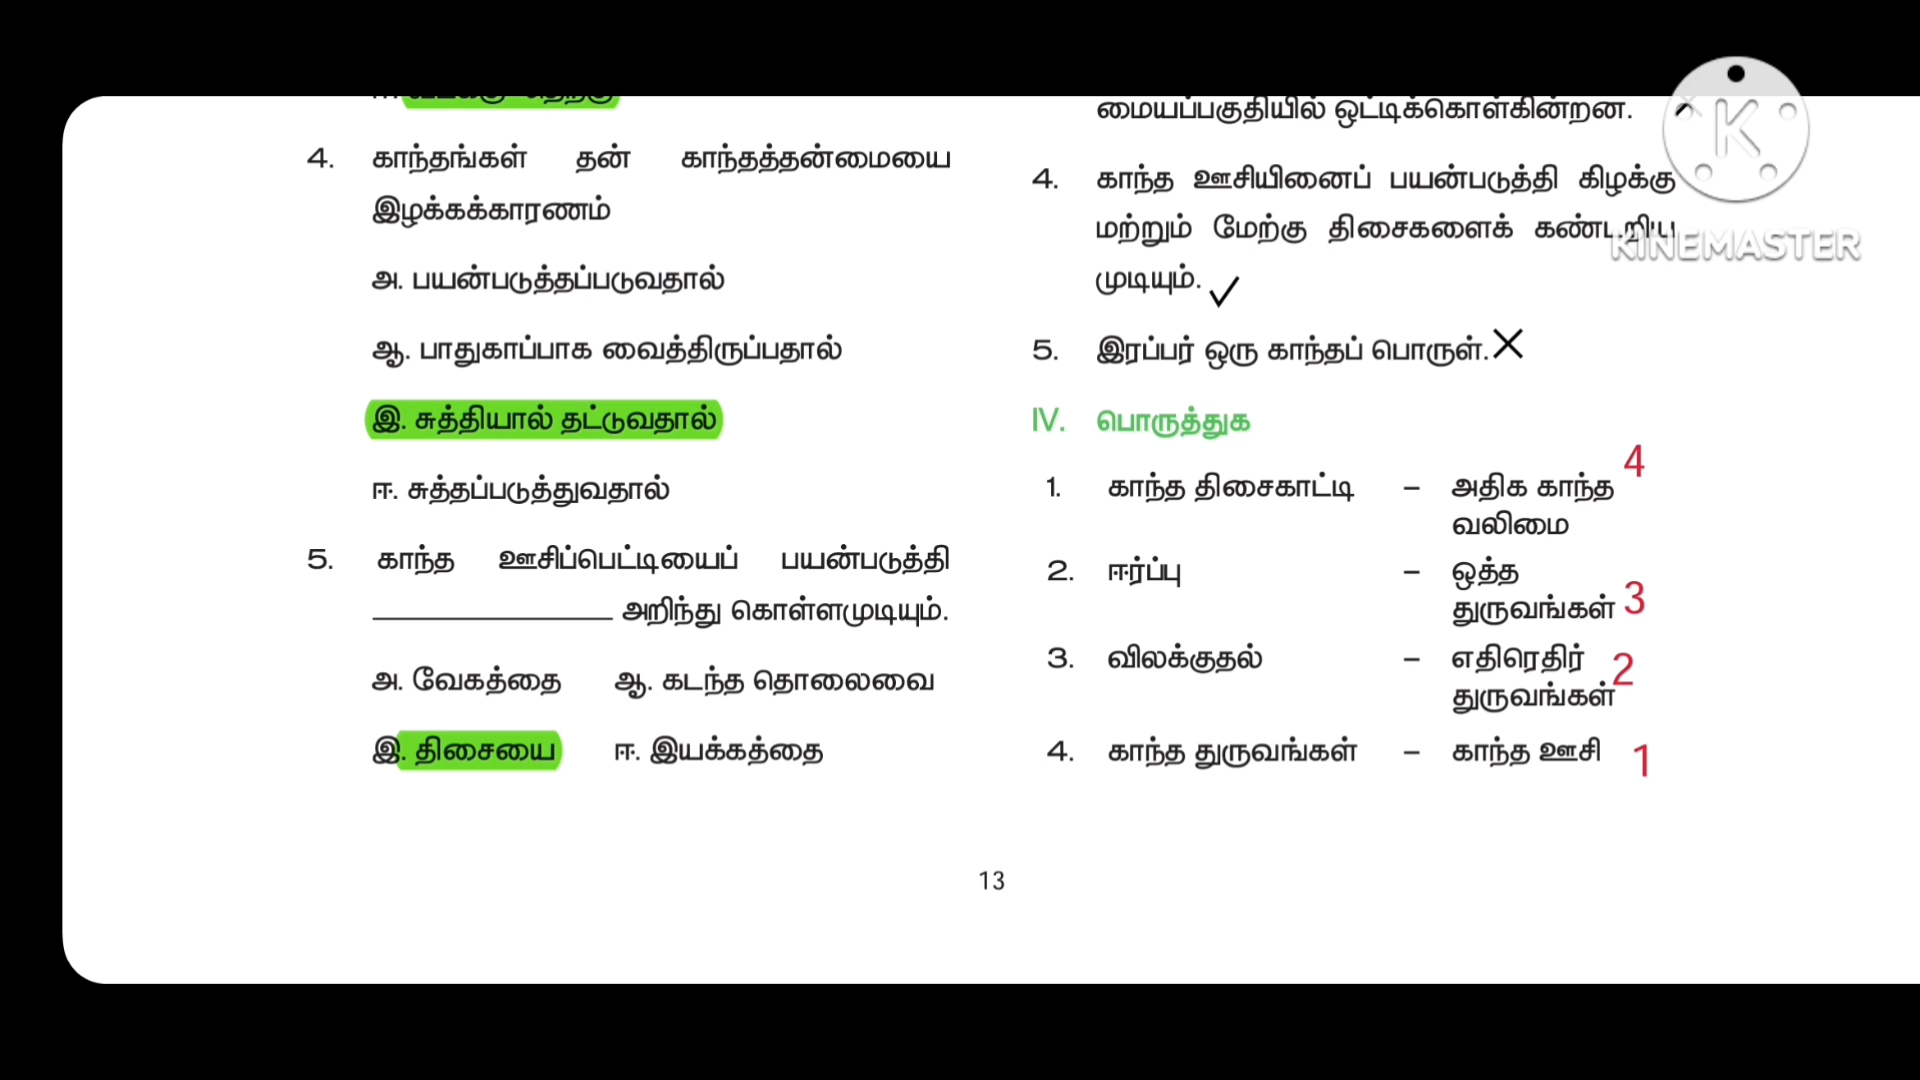 4. காந்தங்கள் தன் காந்தத்தன்மையை
இழக்கக்காரணம்
அ. பயன்படுத்தப்படுவதால்
ஆ. பாதுகாப்பாக வைத்திருப்பதால்
இ. சுத்தியால் தட்டுவதால்
ஈ. சுத்தப்படுத்துவதால்
5. காந்த ஊசிப்பெட்டியைப் பயன்படுத்தி
____________ அறிந்து கொள்ளமுடியும்.
அ. வேகத்தை ஆ. கடந்த தொலைவை
இ. திசையை ஈ. இயக்கத்தை
மையப்பகுதியில் ஒட்டிக்கொள்கின்றன.
4. காந்த ஊசியினைப் பயன்படுத்தி கிழக்கு
மற்றும் மேற்கு திசைகளைக் கண்டறிய
முடியும். ✓
5. இரப்பர் ஒரு காந்தப் பொருள். ✕
IV. பொருத்துக
1. காந்த திசைகாட்டி – அதிக காந்த 4
வலிமை
2. ஈர்ப்பு – ஒத்த
துருவங்கள் 3
3. விலக்குதல் – எதிரெதிர் 2
துருவங்கள்
4. காந்த துருவங்கள் – காந்த ஊசி 1
13
K
KINEMASTER